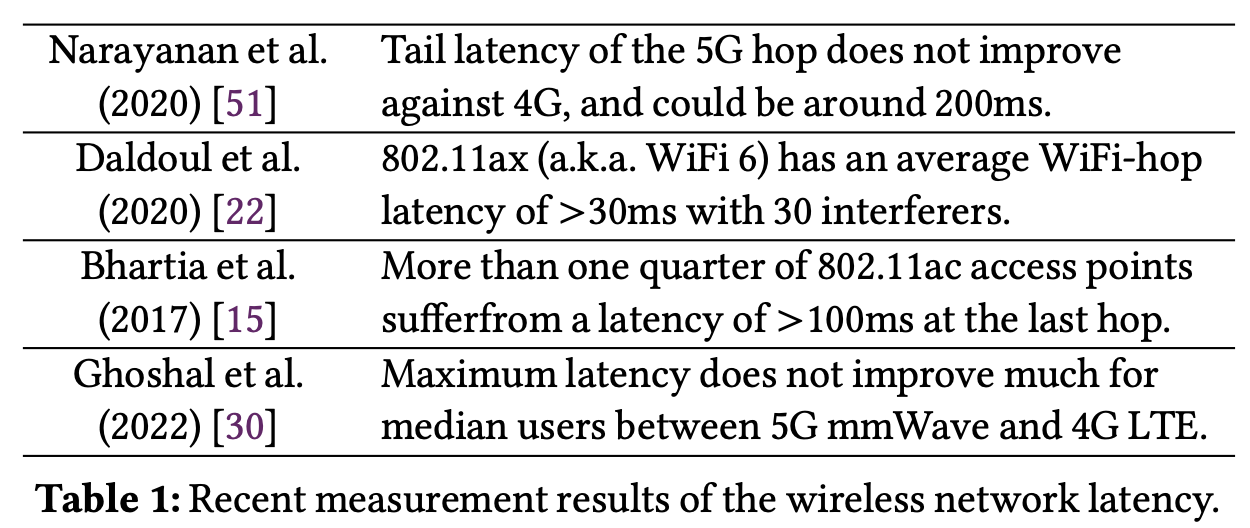 Narayanan et al. Tail latency of the 5G hop does not improve
(2020) [51] against 4G, and could be around 200ms.
Daldoul et al. 802.11ax (a.k.a. WiFi 6) has an average WiFi-hop
(2020) [22] latency of >30ms with 30 interferers.
Bhartia et al. More than one quarter of 802.11ac access points
(2017) [15] sufferfrom a latency of >100ms at the last hop.
Ghoshal et al. Maximum latency does not improve much for
(2022) [30] median users between 5G mmWave and 4G LTE.
Table 1: Recent measurement results of the wireless network latency.